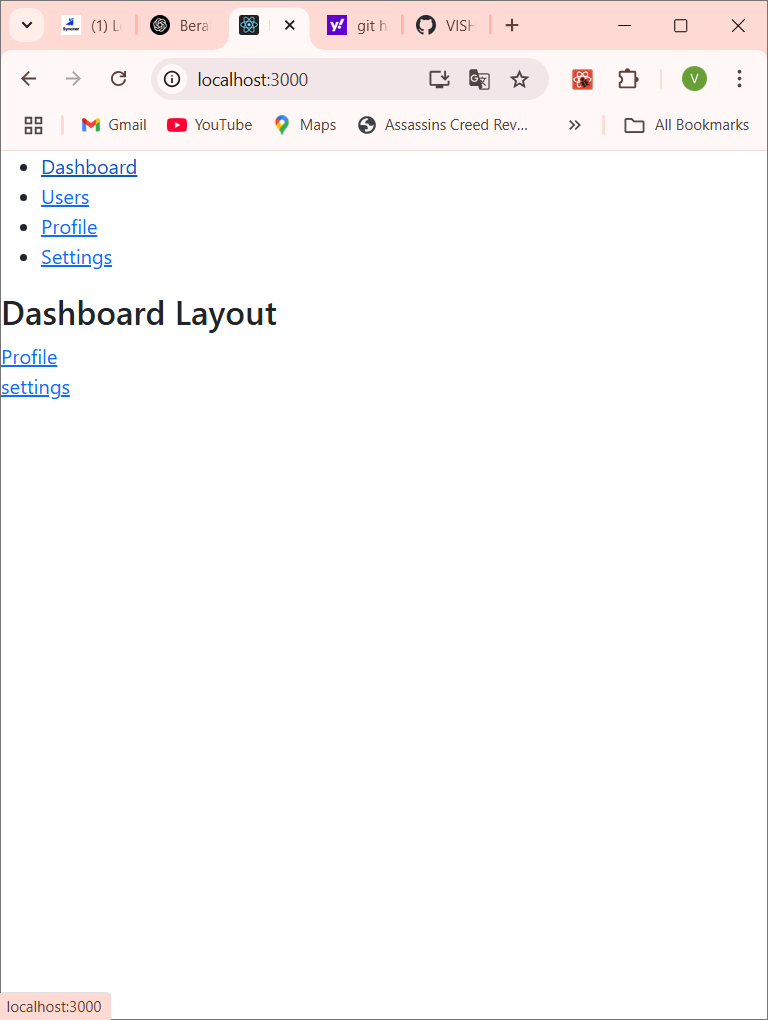 (1) L
Bera
git h
VISH
localhost:3000
V
Gmail
YouTube
Maps
Assassins Creed Rev...
All Bookmarks
Dashboard
Users
Profile
Settings
Dashboard Layout
Profile
settings
localhost:3000